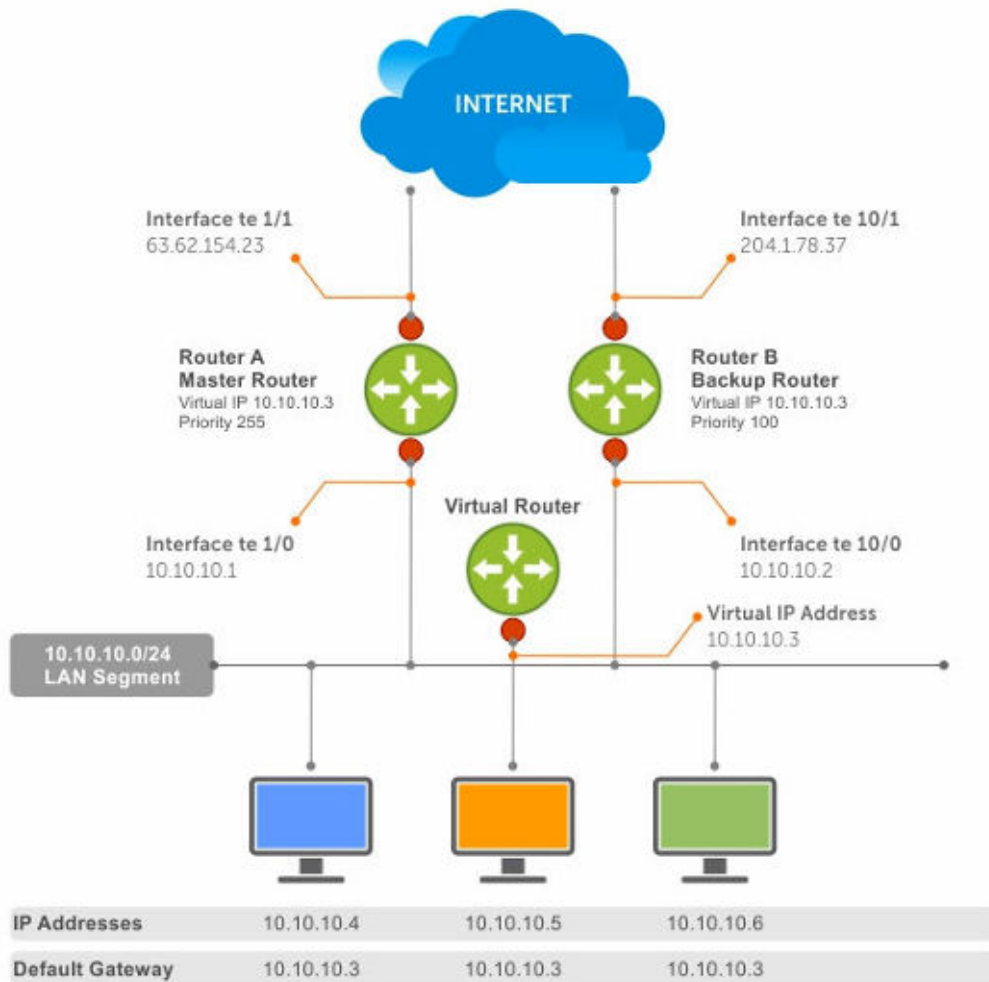 INTERNET
Interface te 1/1
63.62.154.23
Interface te 10/1
204.1.78.37
Router A
Master Router
Virtual IP 10.10.10.3
Priority 255
Router B
Backup Router
Virtual IP 10.10.10.3
Priority 100
Virtual Router
Interface te 1/0
10.10.10.1
Interface te 10/0
10.10.10.2
Virtual IP Address
10.10.10.3
10.10.10.0/24
LAN Segment
IP Addresses 10.10.10.4 10.10.10.5 10.10.10.6
Default Gateway 10.10.10.3 10.10.10.3 10.10.10.3